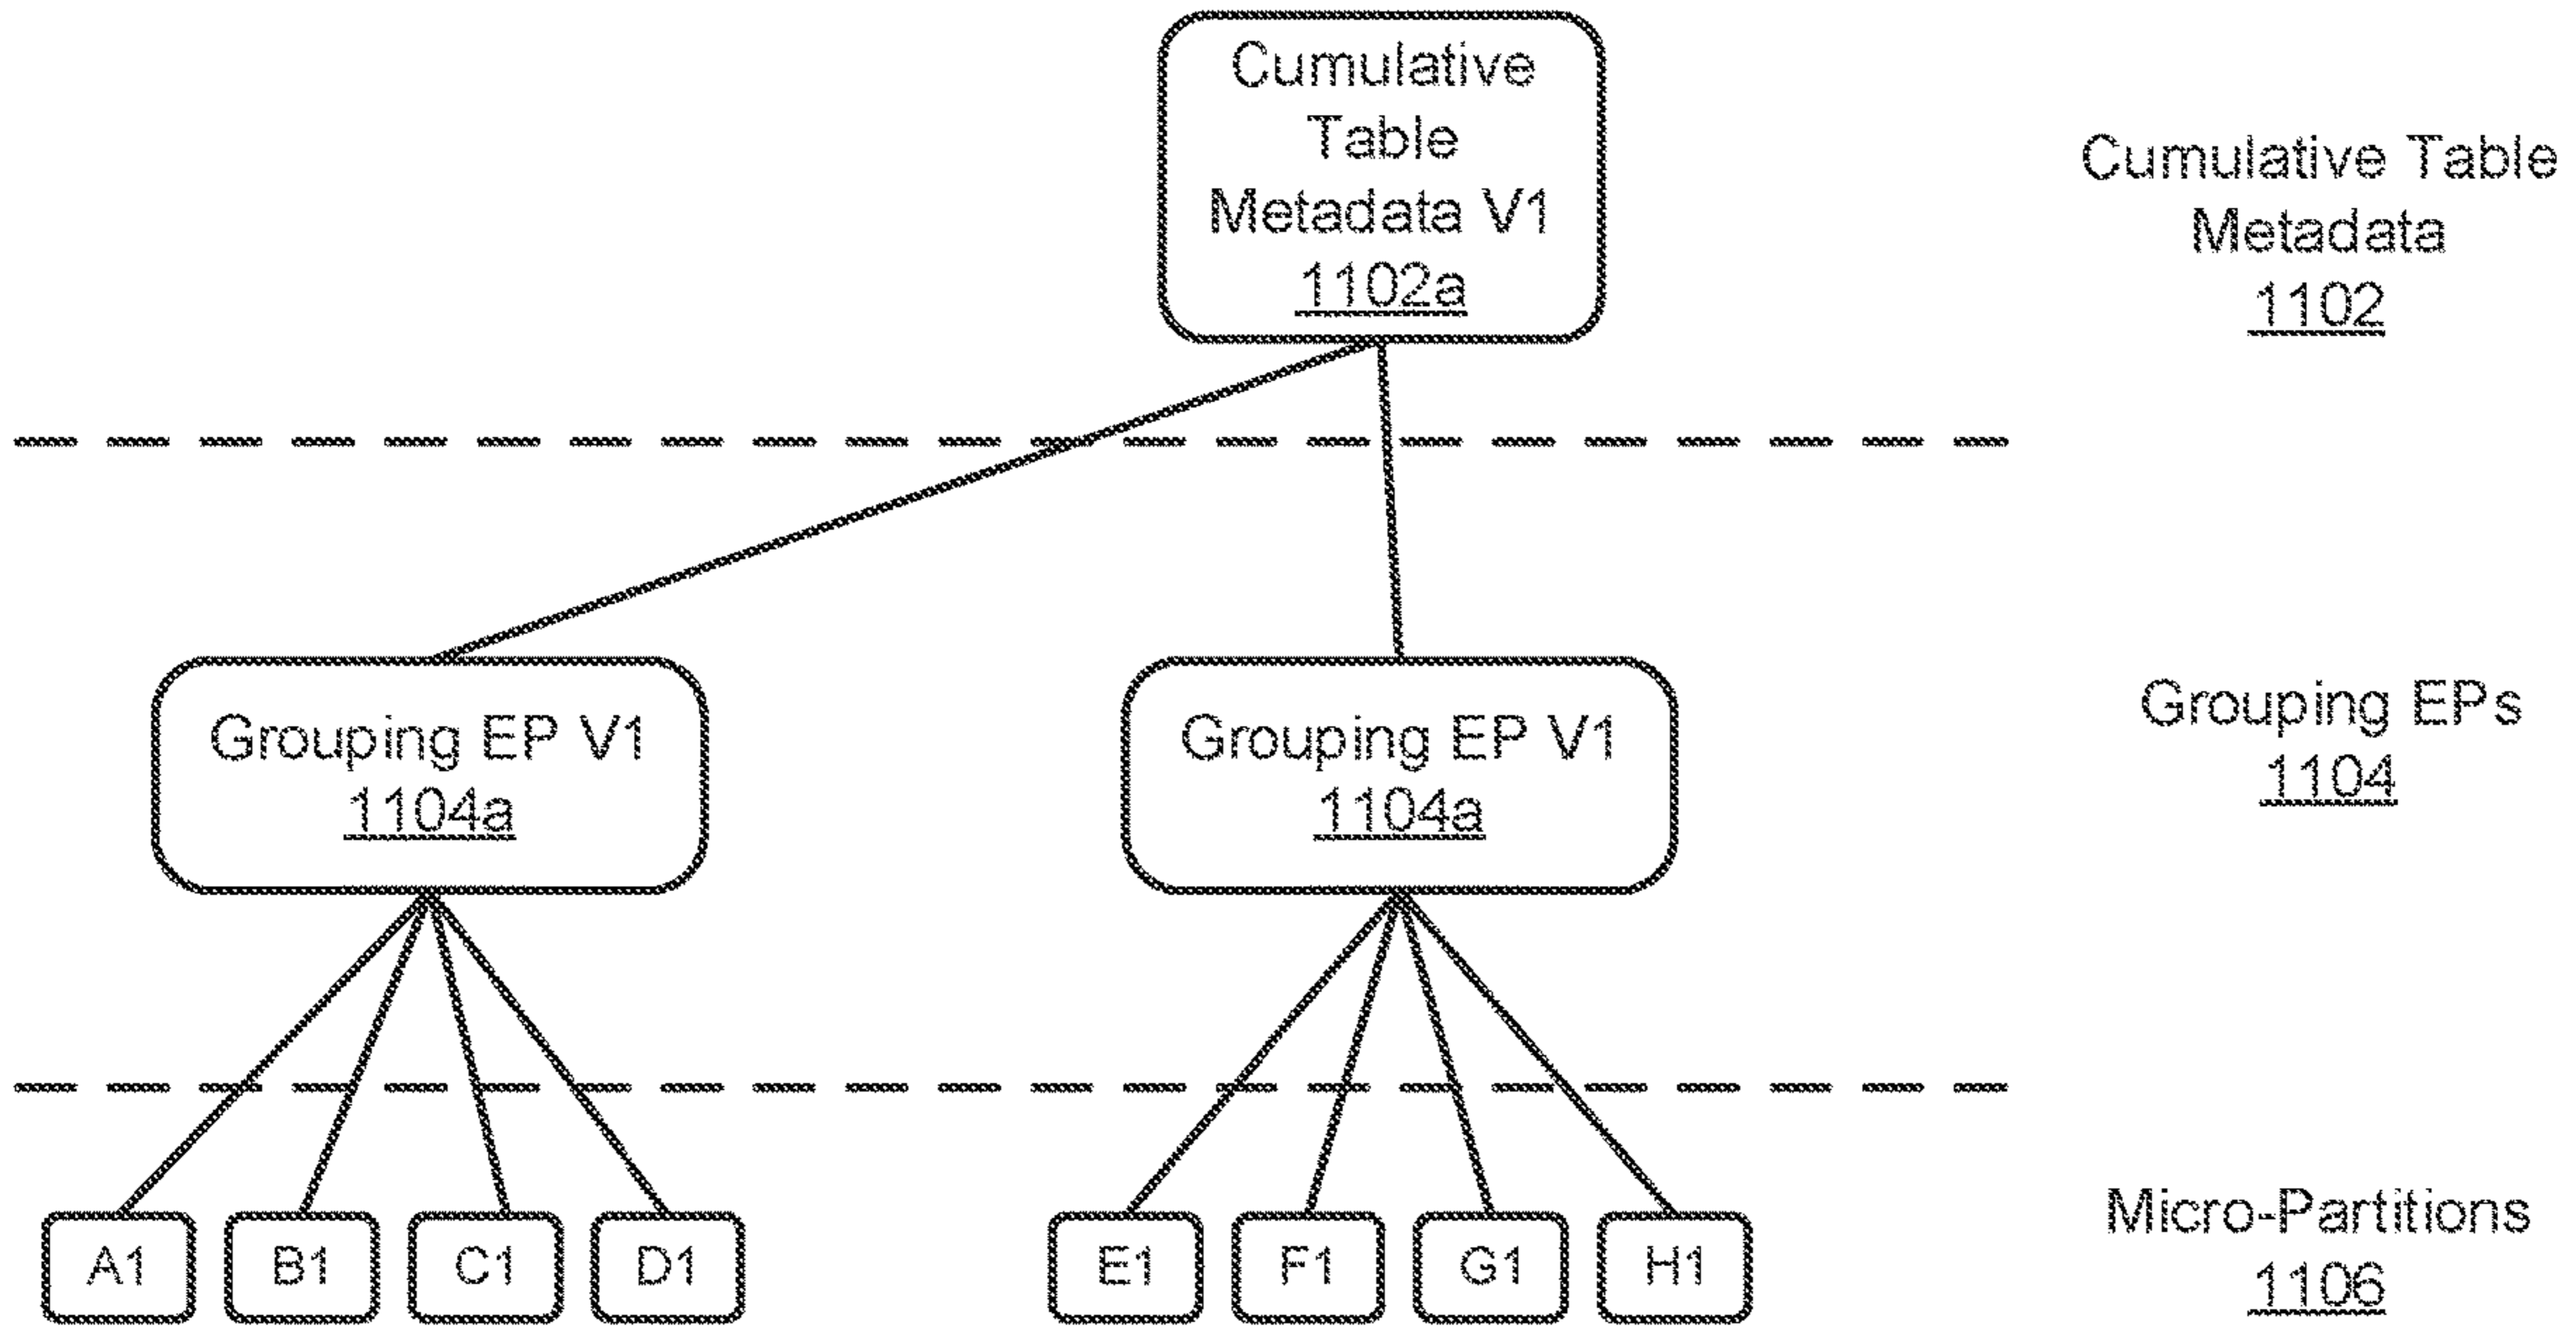 Cumulative
Table
Metadata V1
1102a
Cumulative Table
Metadata
1102
Grouping EP V1
1104a
Grouping EP V1
1104a
Grouping EPs
1104
A1
B1
C1
D1
E1
F1
G1
H1
Micro-Partitions
1106